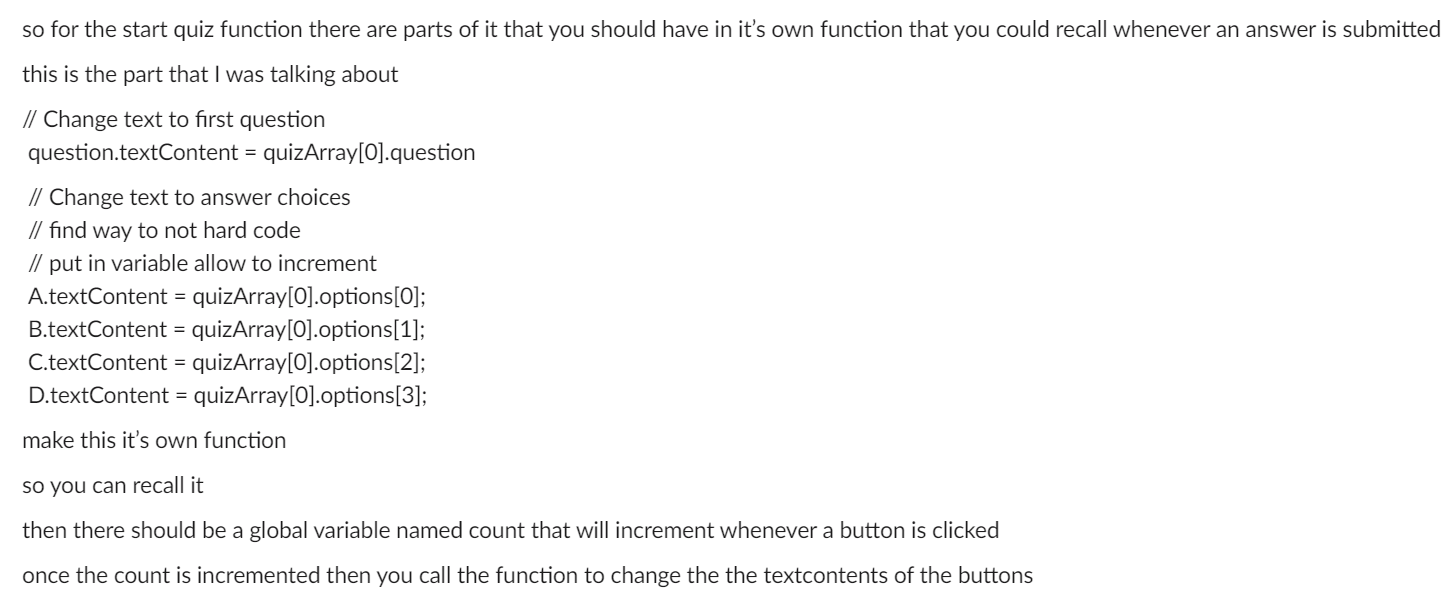 so for the start quiz function there are parts of it that you should have in it's own function that you could recall whenever an answer is submitted
this is the part that I was talking about
// Change text to first question
question.textContent = quizArray[0].question
// Change text to answer choices
// find way to not hard code
// put in variable allow to increment
A.textContent = quizArray[0].options[0];
B.textContent = quizArray[0].options[1];
C.textContent = quizArray[0].options[2];
D.textContent = quizArray[0].options[3];
make this it's own function
so you can recall it
then there should be a global variable named count that will increment whenever a button is clicked
once the count is incremented then you call the function to change the the textcontents of the buttons